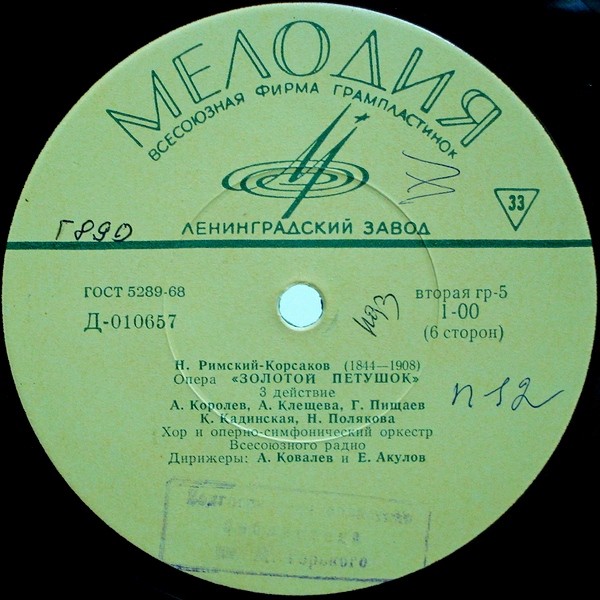 МЕЛОДИЯ
ВСЕСОЮЗНАЯ ФИРМА ГРАМПЛАСТИНОК
33
ЛЕНИНГРАДСКИЙ ЗАВОД
Г890
ГОСТ 5289-68
Д-010657
вторая гр-5
1-00
(6 сторон)
Н. Римский-Корсаков (1844—1908)
Опера «ЗОЛОТОЙ ПЕТУШОК»
3 действие
А. Королев, А. Клещева, Г. Пищаев
К. Кадинская, Н. Полякова
Хор и оперно-симфонический оркестр
Всесоюзного радио
Дирижеры: А. Ковалев и Е. Акулов
п 12